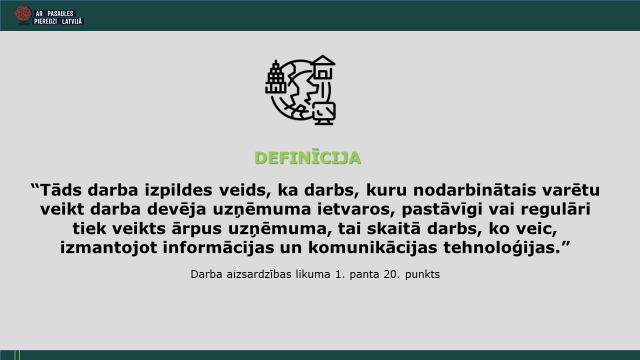 AR PASAULES
PIEREDZI LATVIJĀ
DEFINĪCIJA
“Tāds darba izpildes veids, ka darbs, kuru nodarbinātais varētu
veikt darba devēja uzņēmuma ietvaros, pastāvīgi vai regulāri
tiek veikts ārpus uzņēmuma, tai skaitā darbs, ko veic,
izmantojot informācijas un komunikācijas tehnoloģijas.”
Darba aizsardzības likuma 1. panta 20. punkts